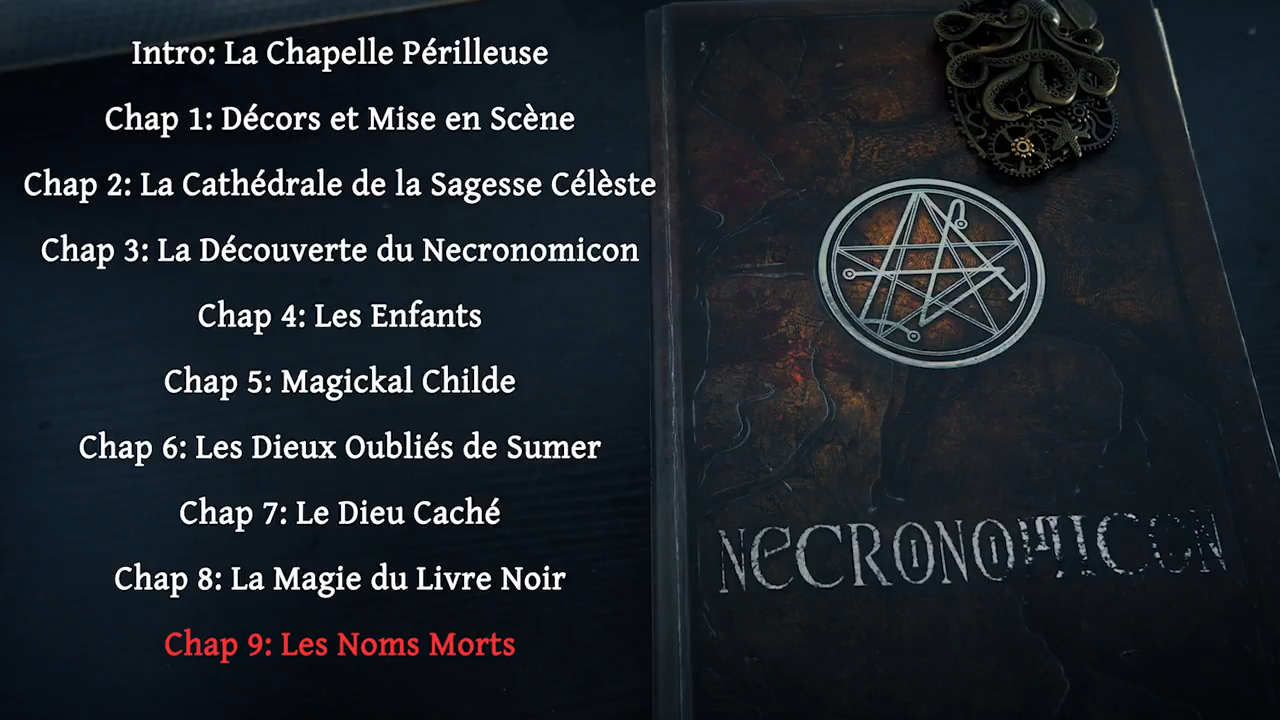 Intro: La Chapelle Périlleuse
Chap 1: Décors et Mise en Scène
Chap 2: La Cathédrale de la Sagesse Célèste
Chap 3: La Découverte du Necronomicon
Chap 4: Les Enfants
Chap 5: Magickal Childe
Chap 6: Les Dieux Oubliés de Sumer
Chap 7: Le Dieu Caché
Chap 8: La Magie du Livre Noir
Chap 9: Les Noms Morts
NECRONOMICON